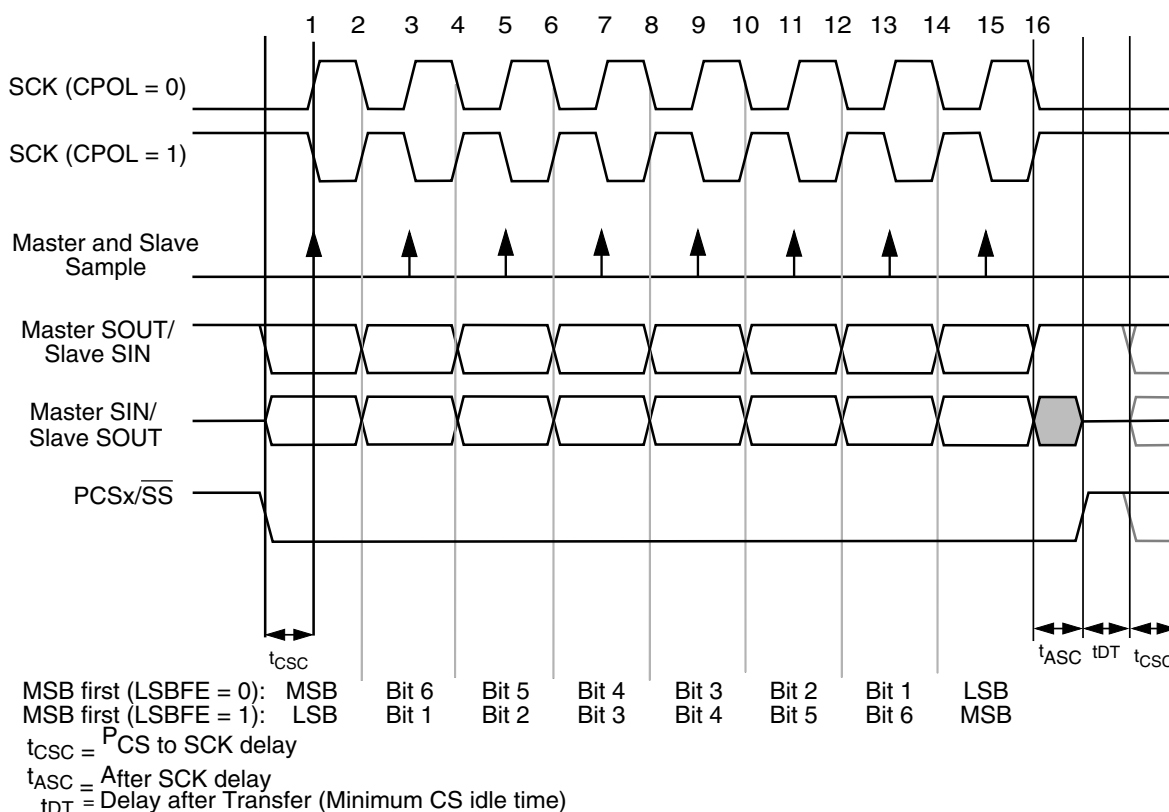 1 2 3 4 5 6 7 8 9 10 11 12 13 14 15 16
SCK (CPOL = 0)
SCK (CPOL = 1)
Master and Slave
Sample
Master SOUT/
Slave SIN
Master SIN/
Slave SOUT
PCSx/SS
tCSC tASC tDT tCSC
MSB first (LSBFE = 0): MSB Bit 6 Bit 5 Bit 4 Bit 3 Bit 2 Bit 1 LSB
MSB first (LSBFE = 1): LSB Bit 1 Bit 2 Bit 3 Bit 4 Bit 5 Bit 6 MSB
tCSC = PCS to SCK delay
tASC = After SCK delay
tDT = Delay after Transfer (Minimum CS idle time)